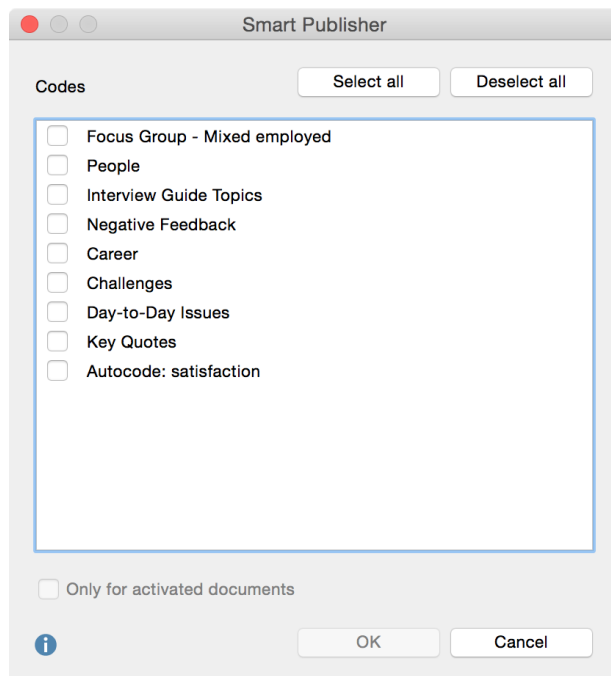 Smart Publisher
Codes
Select all
Deselect all
Focus Group - Mixed employed
People
Interview Guide Topics
Negative Feedback
Career
Challenges
Day-to-Day Issues
Key Quotes
Autocode: satisfaction
Only for activated documents
OK
Cancel